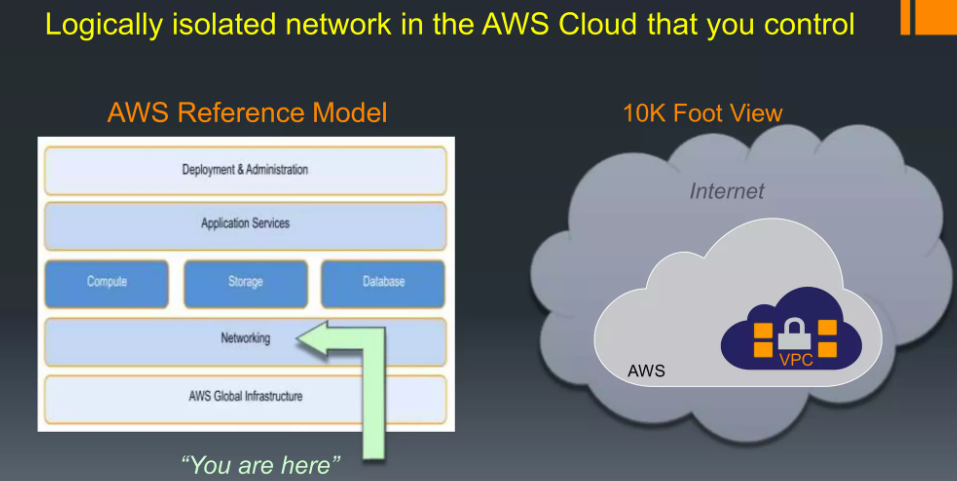 Logically isolated network in the AWS Cloud that you control
AWS Reference Model
Deployment & Administration
Application Services
Compute
Storage
Database
Networking
AWS Global Infrastructure
“You are here”
10K Foot View
Internet
AWS
VPC